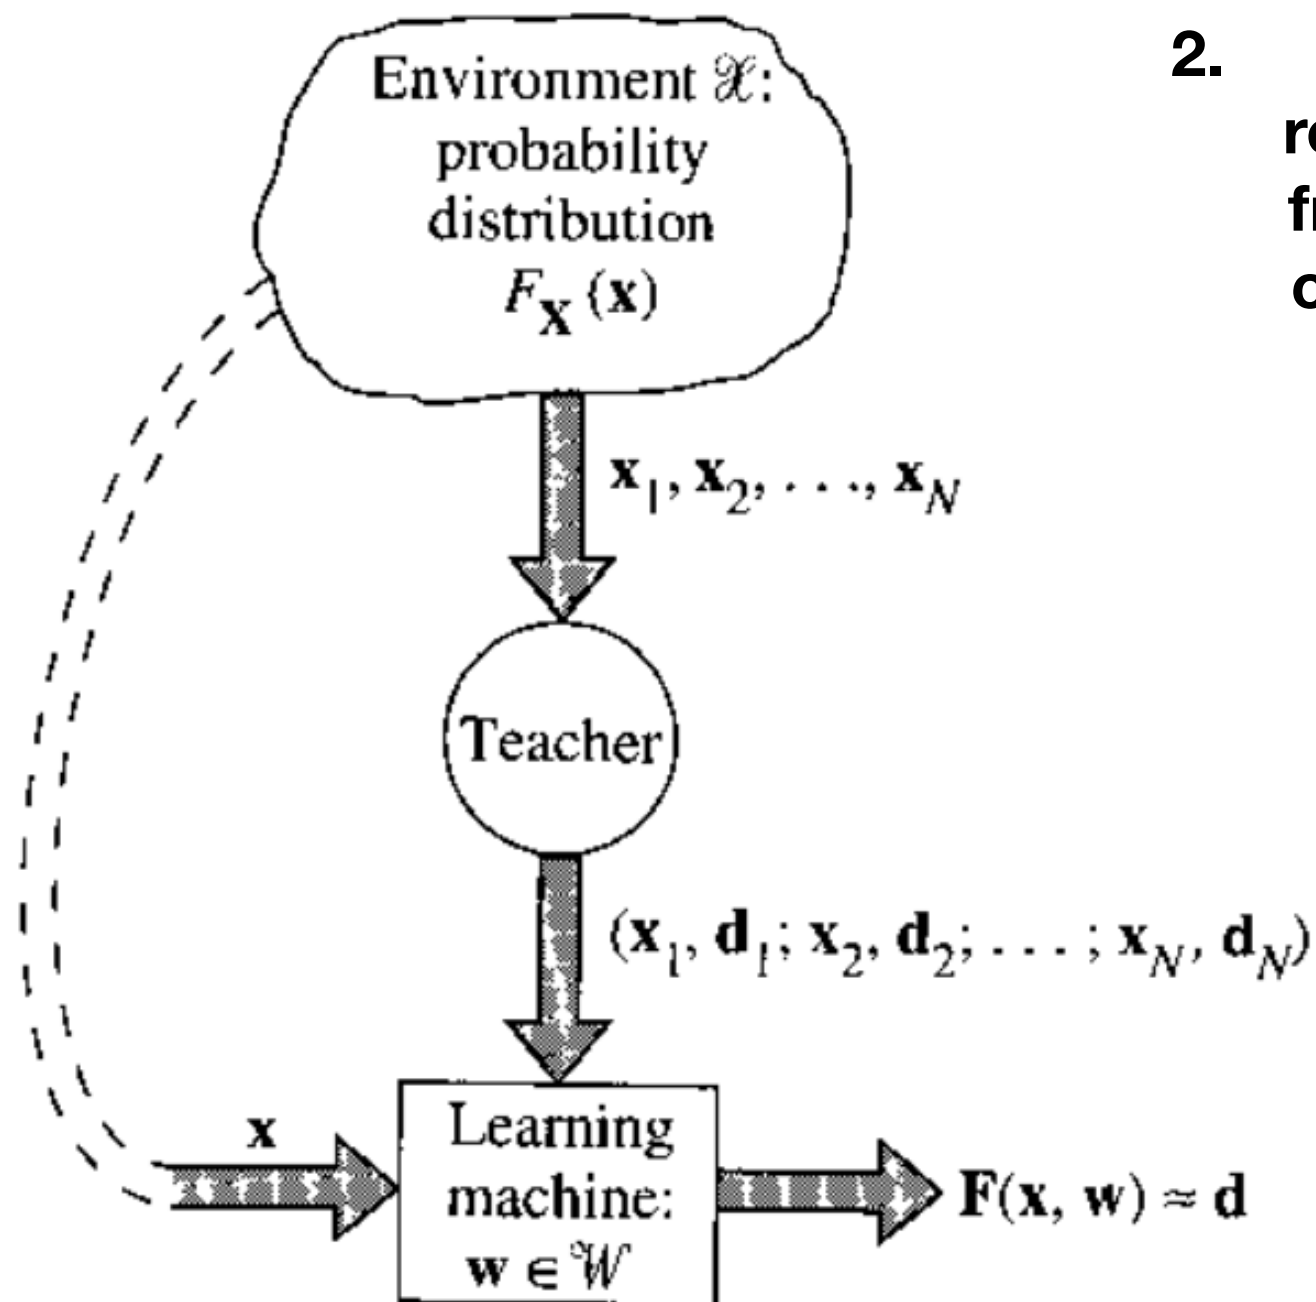 Environment 𝒳:
probability
distribution
F_X (x)
x_1, x_2, . . ., x_N
Teacher
(x_1, d_1; x_2, d_2; . . . ; x_N, d_N)
x
Learning
machine:
w ∈ 𝒲
F(x, w) ≈ d
2.